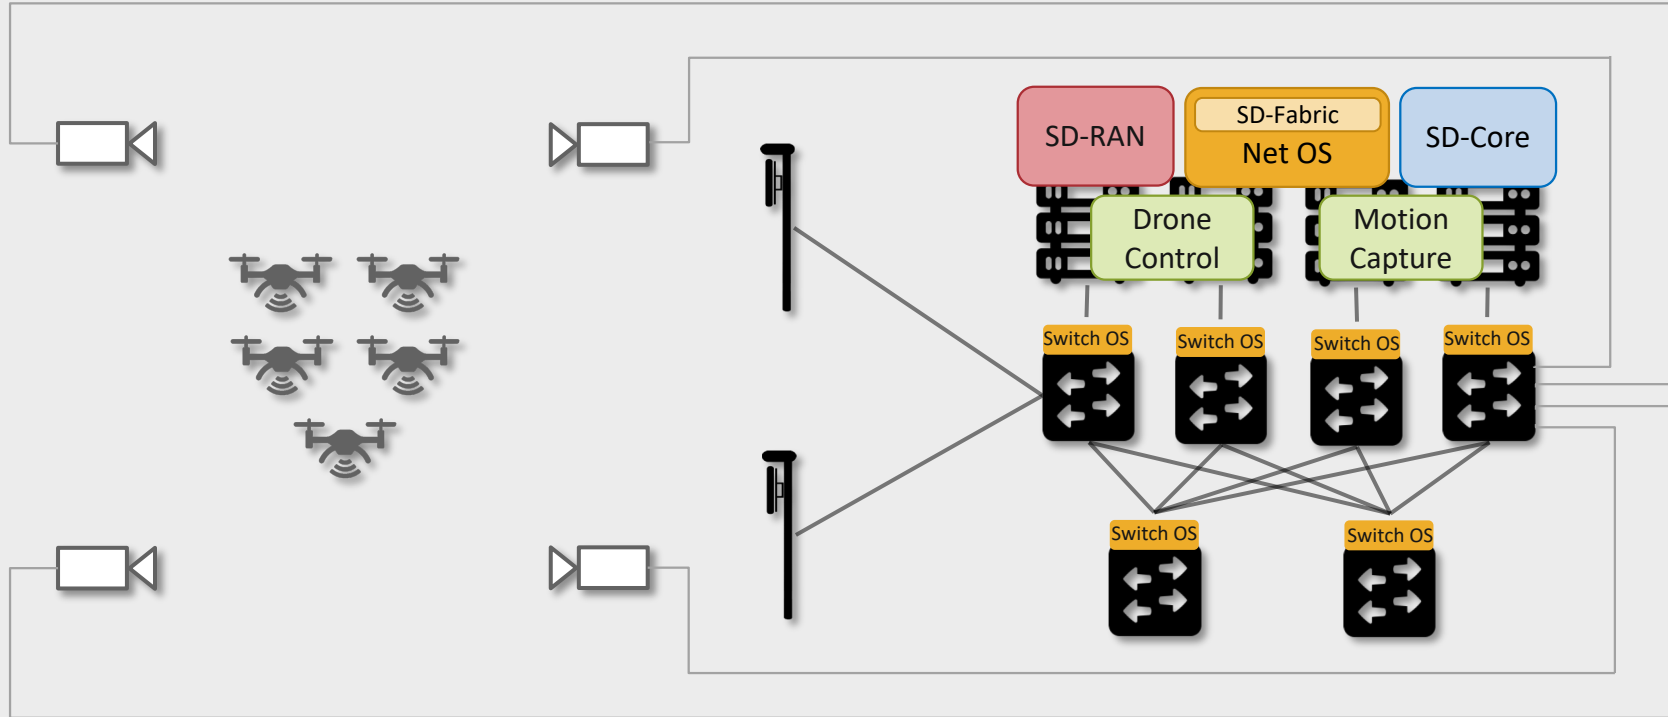 SD-RAN
SD-Fabric
Net OS
SD-Core
Drone
Control
Motion
Capture
Switch OS
Switch OS
Switch OS
Switch OS
Switch OS
Switch OS